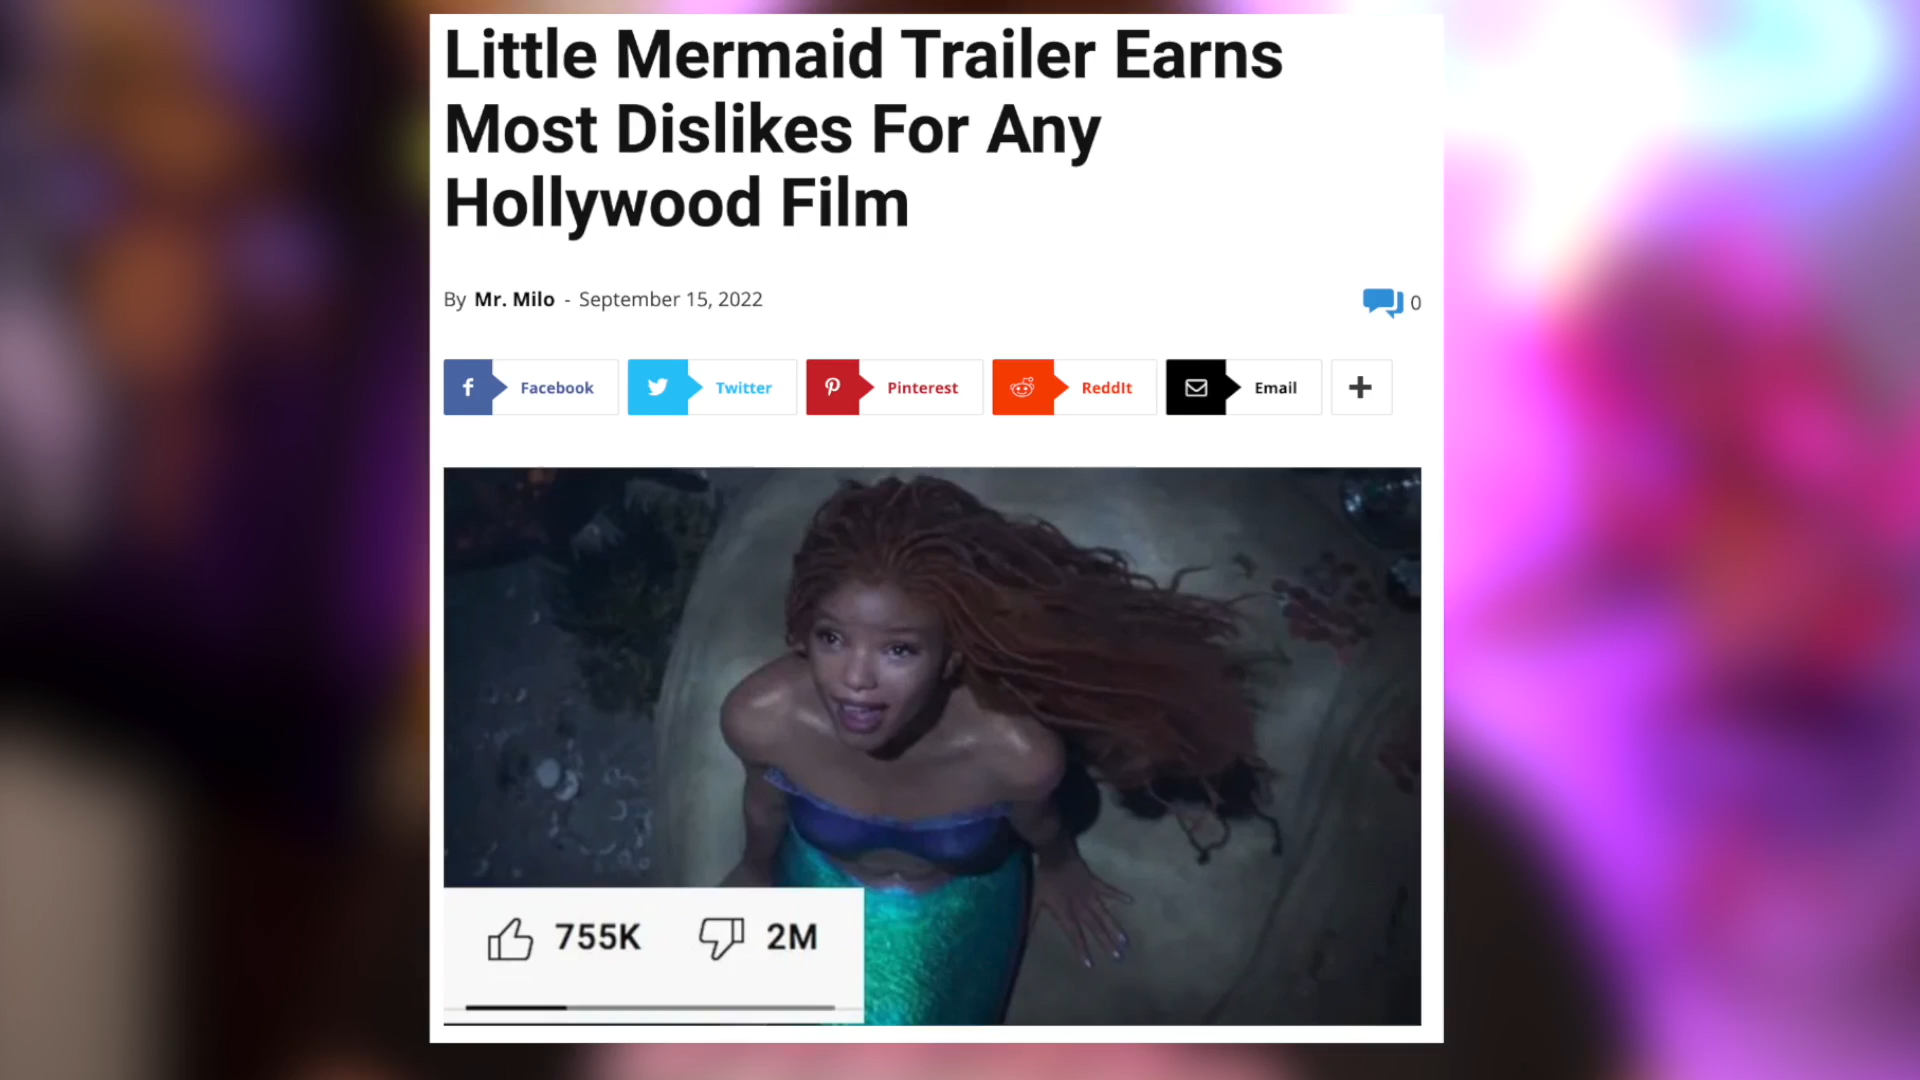 Little Mermaid Trailer Earns
Most Dislikes For Any
Hollywood Film
By Mr. Milo - September 15, 2022
0
Facebook
Twitter
Pinterest
ReddIt
Email
755K
2M